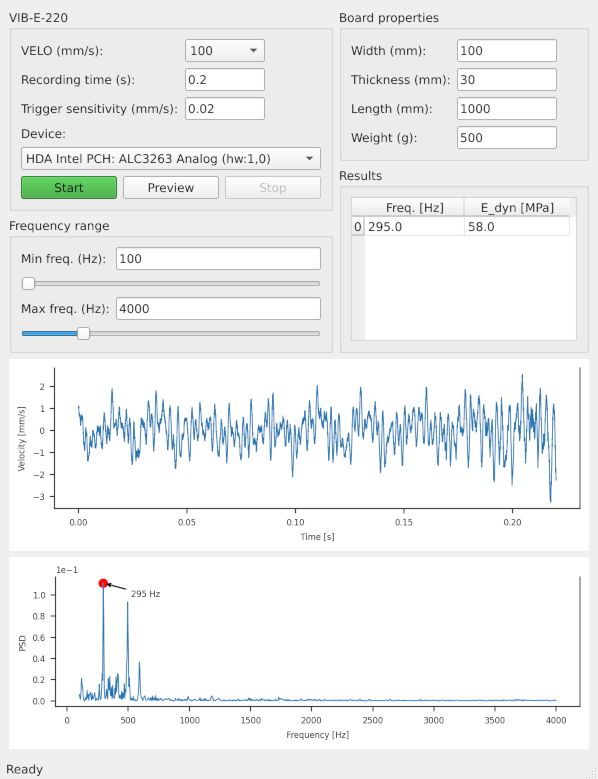 VIB-E-220
VELO (mm/s): 100
Recording time (s): 0.2
Trigger sensitivity (mm/s): 0.02
Device:
HDA Intel PCH: ALC3263 Analog (hw:1,0)
Start Preview Stop
Frequency range
Min freq. (Hz): 100
Max freq. (Hz): 4000
Board properties
Width (mm): 100
Thickness (mm): 30
Length (mm): 1000
Weight (g): 500
Results
Freq. [Hz] E_dyn [MPa]
0 295.0 58.0
Velocity [mm/s]
2
1
0
−1
−2
−3
0.00 0.05 0.10 0.15 0.20
Time [s]
1e−1
295 Hz
PSD
1.0
0.8
0.6
0.4
0.2
0.0
0 500 1000 1500 2000 2500 3000 3500 4000
Frequency [Hz]
Ready